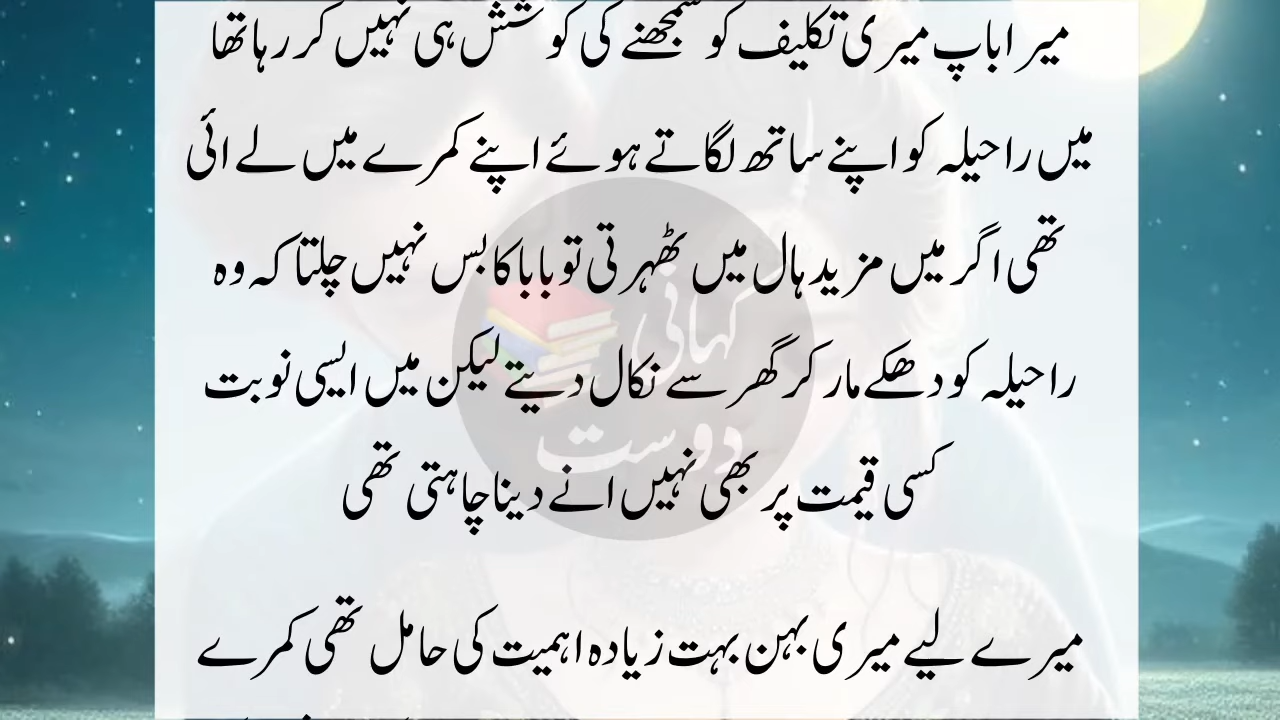 میرا باپ میری تکلیف کو سمجھنے کی کوشش ہی نہیں کر رہا تھا
میں راحیلہ کو اپنے ساتھ لگاتے ہوئے اپنے کمرے میں لے ائی
تھی اگر میں مزید ہال میں ٹھہرتی تو بابا کا بس نہیں چلتا کہ وہ
راحیلہ کو دھکے مار کر گھر سے نکال دیتے لیکن میں ایسی نوبت
کسی قیمت پر بھی نہیں انے دینا چاہتی تھی
میرے لیے میری بہن بہت زیادہ اہمیت کی حامل تھی کمرے
کہانی
دوست